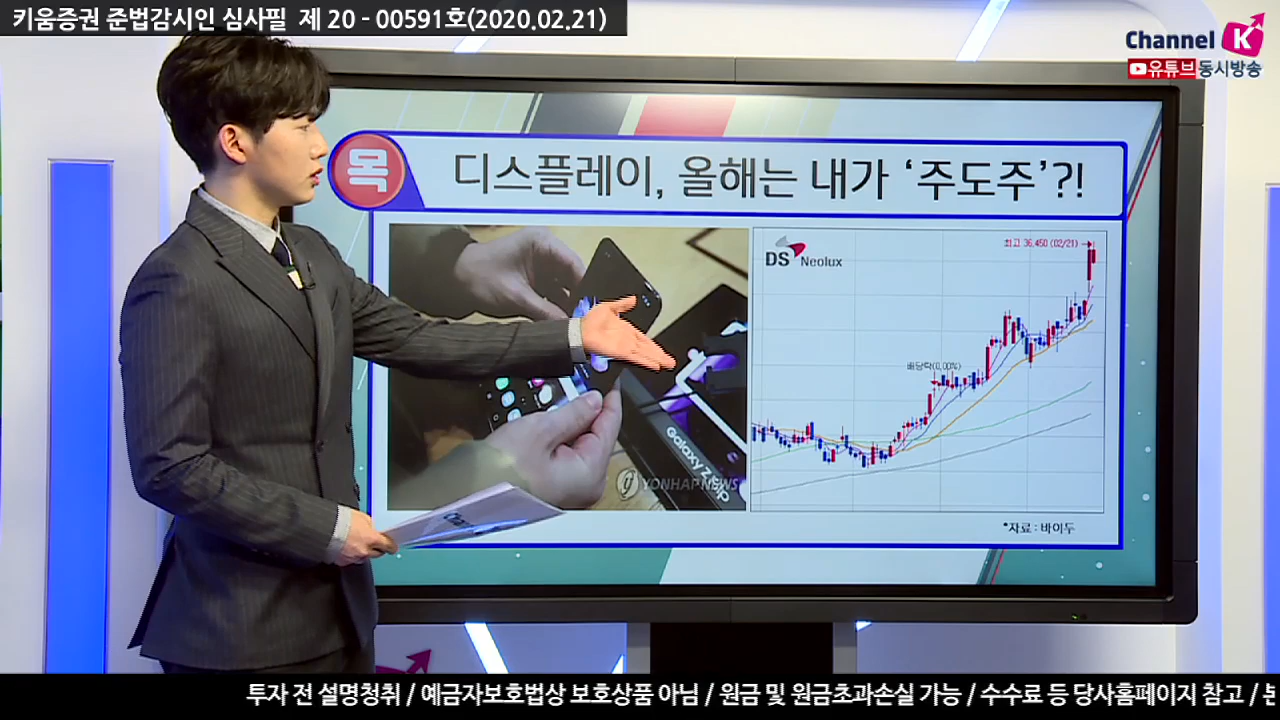 키움증권 준법감시인 심사필 제 20 - 00591호(2020.02.21)
Channel K
유튜브동시방송
목
디스플레이, 올해는 내가 ‘주도주’?!
DS Neolux
최고 36,450 (02/21)
배당락(0.00%)
Galaxy Z Flip
YONHAPNEWS
*자료 : 바이두
투자 전 설명청취 / 예금자보호법상 보호상품 아님 / 원금 및 원금초과손실 가능 / 수수료 등 당사홈페이지 참고 /